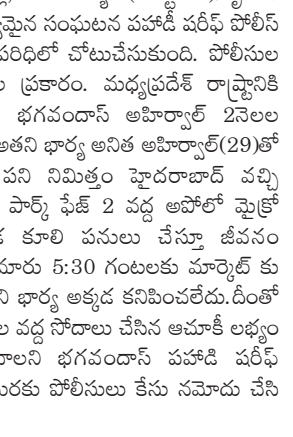 మైన సంఘటన పహాడీ షరీఫ్ పోలీస్
పరిధిలో చోటుచేసుకుంది. పోలీసుల
ప్రకారం. మధ్యప్రదేశ్ రాష్ట్రానికి
భగవందాస్ అహిర్వాల్ 2నెలల
అతని భార్య అనిత అహిర్వాల్(29)తో
పని నిమిత్తం హైదరాబాద్ వచ్చి
పార్క్ ఫేజ్ 2 వద్ద అపోలో మైక్రో
కూలి పనులు చేస్తూ జీవనం
5:30 గంటలకు మార్కెట్ కు
భార్య అక్కడ కనిపించలేదు.దీంతో
వద్ద సోదాలు చేసిన ఆచూకీ లభ్యం
భగవందాస్ పహాడి షరీఫ్
పోలీసులు కేసు నమోదు చేసి